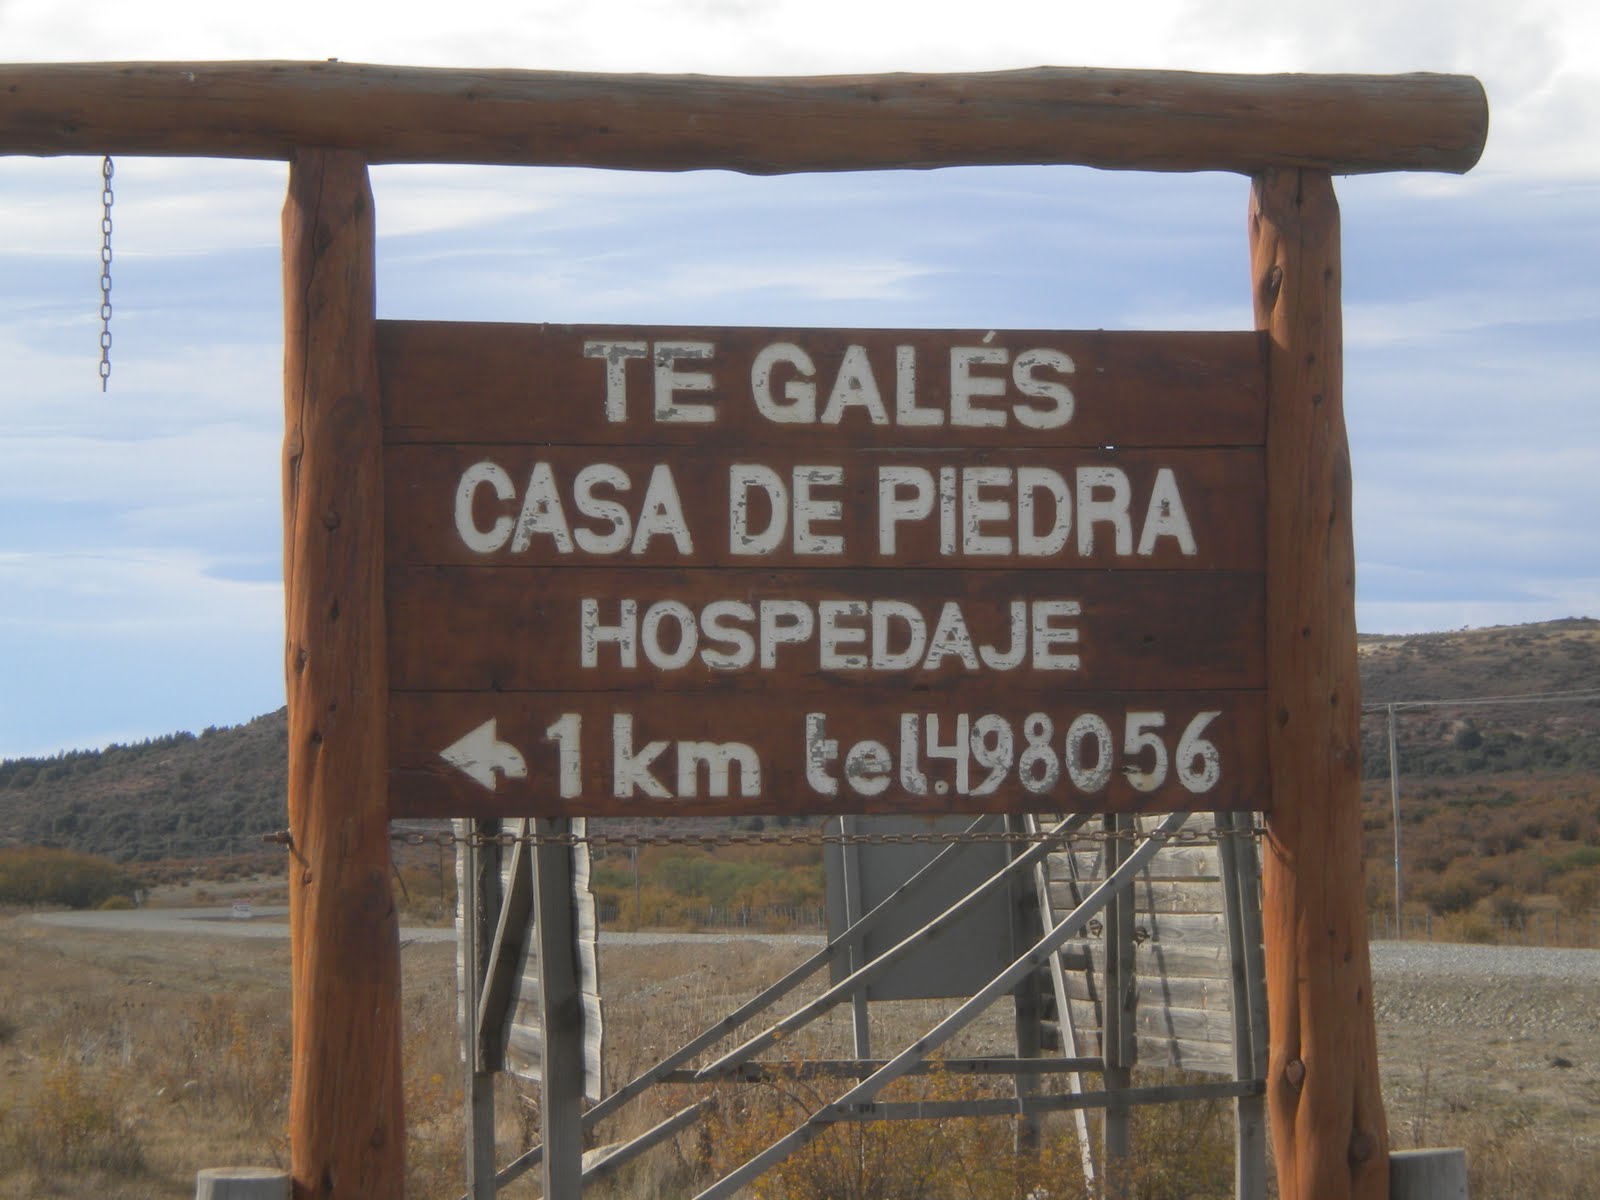 TE GALÉS
CASA DE PIEDRA
HOSPEDAJE
1 km tel.498056